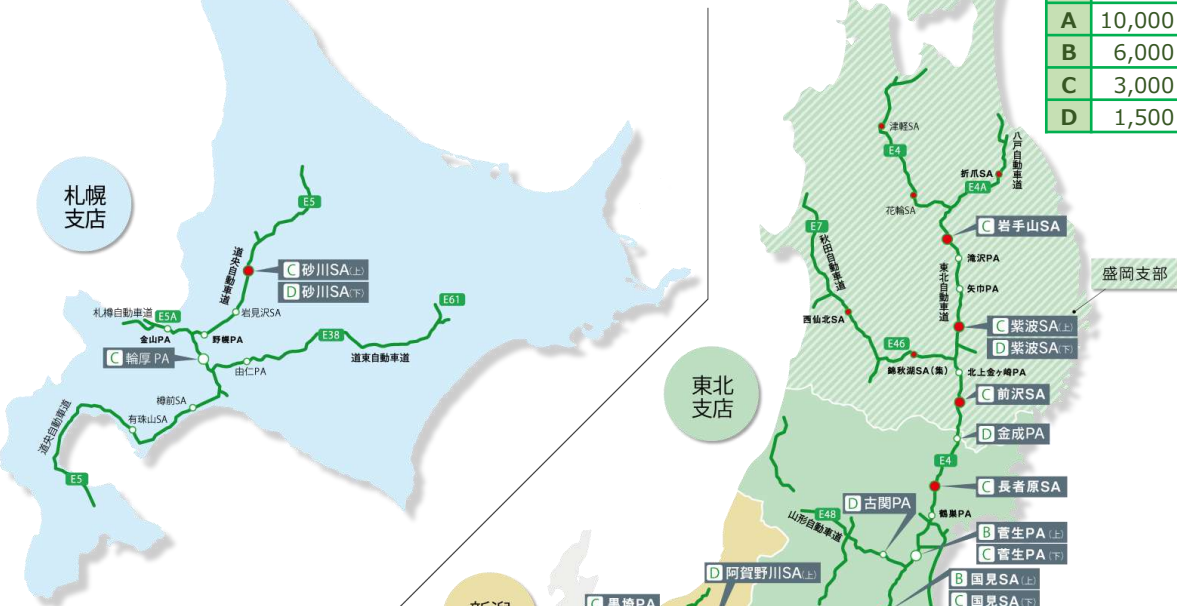 A 10,000
B 6,000
C 3,000
D 1,500
札幌
支店
E5
道央自動車道
C 砂川SA(上)
D 砂川SA(下)
札樽自動車道
E5A
岩見沢SA
金山PA
野幌PA
C 輪厚PA
由仁PA
E38
E61
道東自動車道
樽前SA
有珠山SA
道央自動車道
E5
津軽SA
E4
八戸自動車道
折爪SA
E4A
花輪SA
E7
秋田自動車道
C 岩手山SA
滝沢PA
東北自動車道
矢巾PA
盛岡支部
西仙北SA
C 紫波SA(上)
D 紫波SA(下)
E46
錦秋湖SA(集)
北上金ヶ崎PA
東北
支店
C 前沢SA
D 金成PA
E4
C 長者原SA
D 古関PA
E48
山形自動車道
鶴巣PA
B 菅生PA(上)
C 菅生PA(下)
D 阿賀野川SA(上)
B 国見SA(上)
C 国見SA(下)
C 黒埼PA